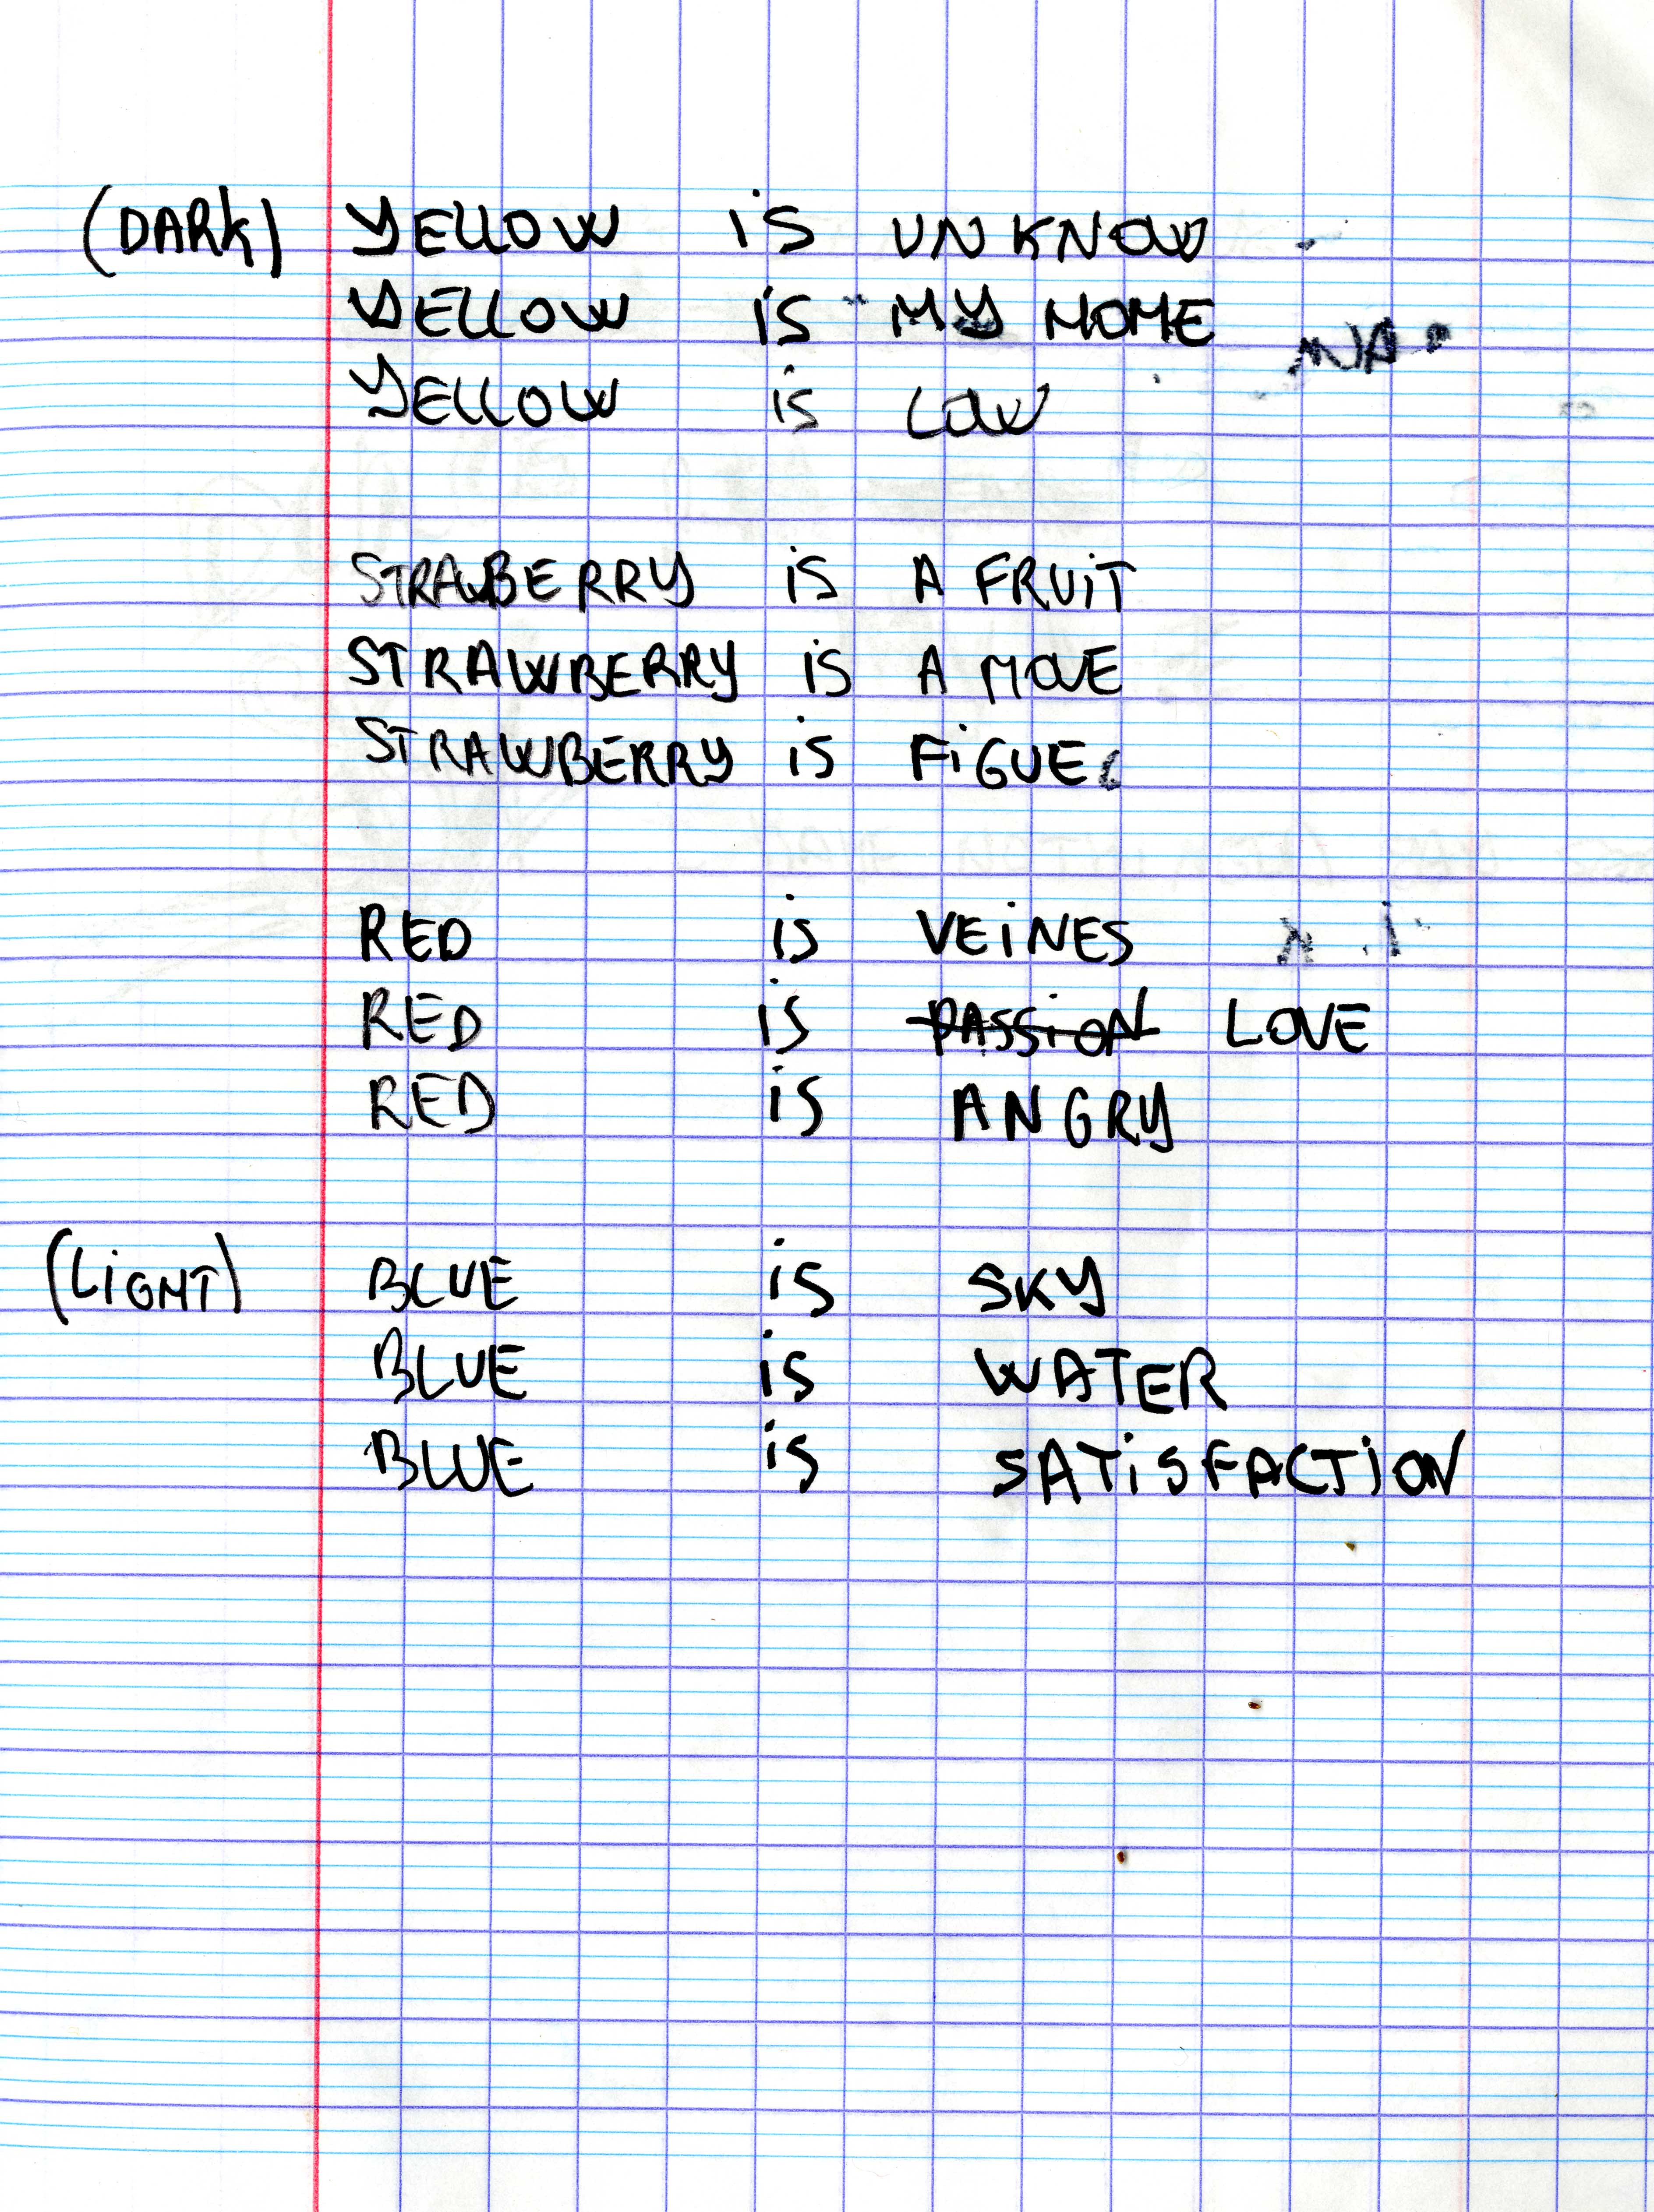 (DARK) YELLOW is UNKNOW
YELLOW is MY HOME
YELLOW is LOW
STRAWBERRY iS A FRUiT
STRAWBERRY iS A MOVE
STRAWBERRY iS FiGUE
RED is VEiNES
RED is PASSiON LOVE
RED is ANGRY
(LiGHT) BLUE is SKY
BLUE is WATER
BLUE is SATiSFACTiON